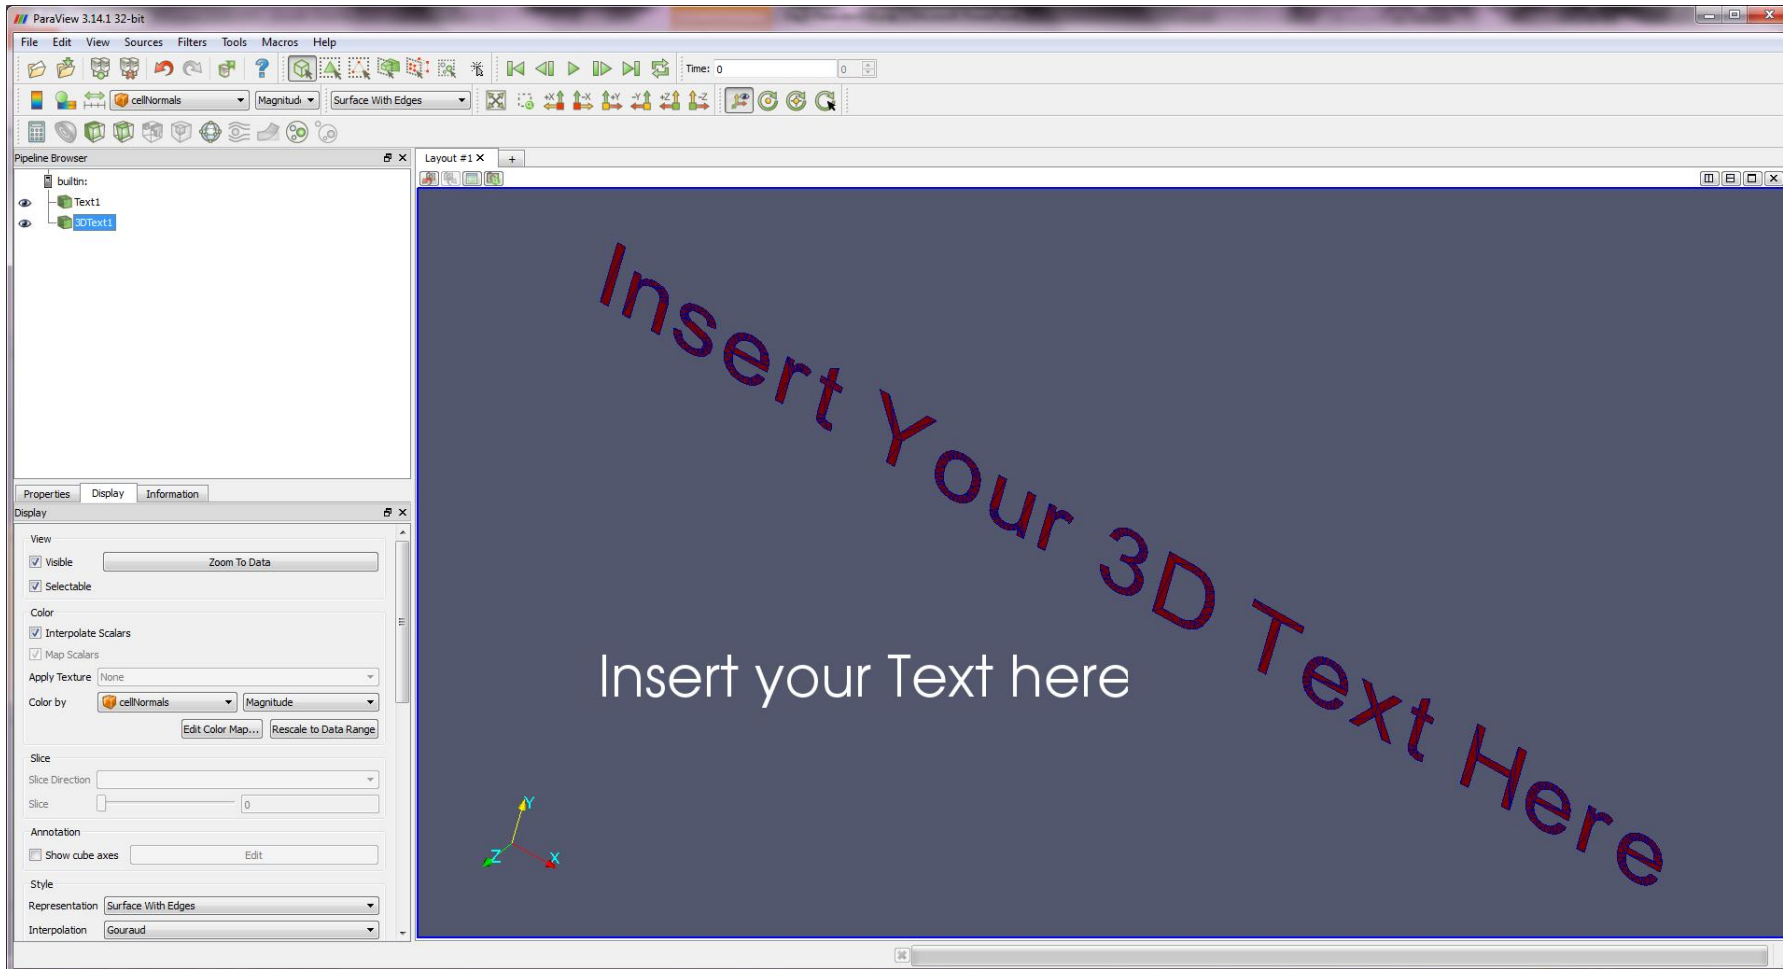 ParaView 3.14.1 32-bit
File Edit View Sources Filters Tools Macros Help
Time: 0 0
cellNormals Magnitud Surface With Edges
+X -X +Y -Y +Z -Z
Pipeline Browser
Layout #1 X +
builtin:
Text1
3DText1
Insert Your 3D Text Here
Insert your Text here
Y
Z X
Properties Display Information
Display
View
Visible Zoom To Data
Selectable
Color
Interpolate Scalars
Map Scalars
Apply Texture None
Color by cellNormals Magnitude
Edit Color Map... Rescale to Data Range
Slice
Slice Direction
Slice 0
Annotation
Show cube axes Edit
Style
Representation Surface With Edges
Interpolation Gouraud